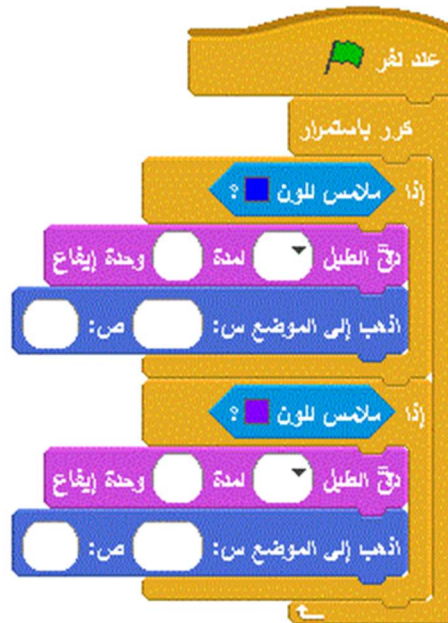 عند نقر
كرر باستمرار
إذا ملامس للون ؟
دقّ الطبل لمدة وحدة إيقاع
اذهب إلى الموضع س: ص:
إذا ملامس للون ؟
دقّ الطبل لمدة وحدة إيقاع
اذهب إلى الموضع س: ص: